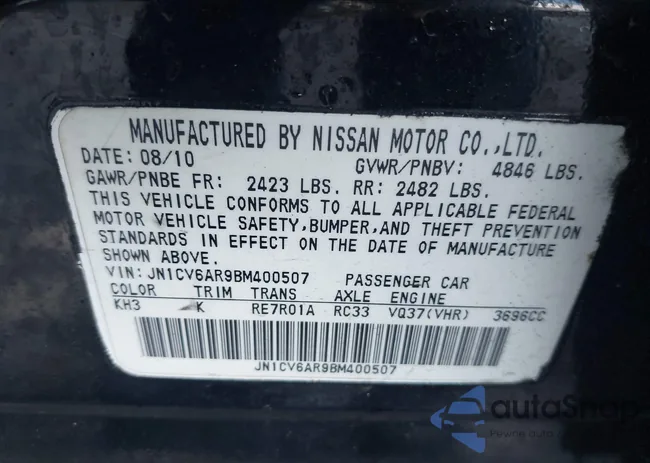 MANUFACTURED BY NISSAN MOTOR CO.,LTD.
DATE: 08/10 GVWR/PNBV: 4846 LBS.
GAWR/PNBE FR: 2423 LBS. RR: 2482 LBS.
THIS VEHICLE CONFORMS TO ALL APPLICABLE FEDERAL
MOTOR VEHICLE SAFETY, BUMPER, AND THEFT PREVENTION
STANDARDS IN EFFECT ON THE DATE OF MANUFACTURE
SHOWN ABOVE.
VIN: JN1CV6AR9BM400507 PASSENGER CAR
COLOR TRIM TRANS AXLE ENGINE
KH3 K RE7R01A RC33 VQ37(VHR) 3696CC
JN1CV6AR9BM400507
autoSnap
Pewne auto z